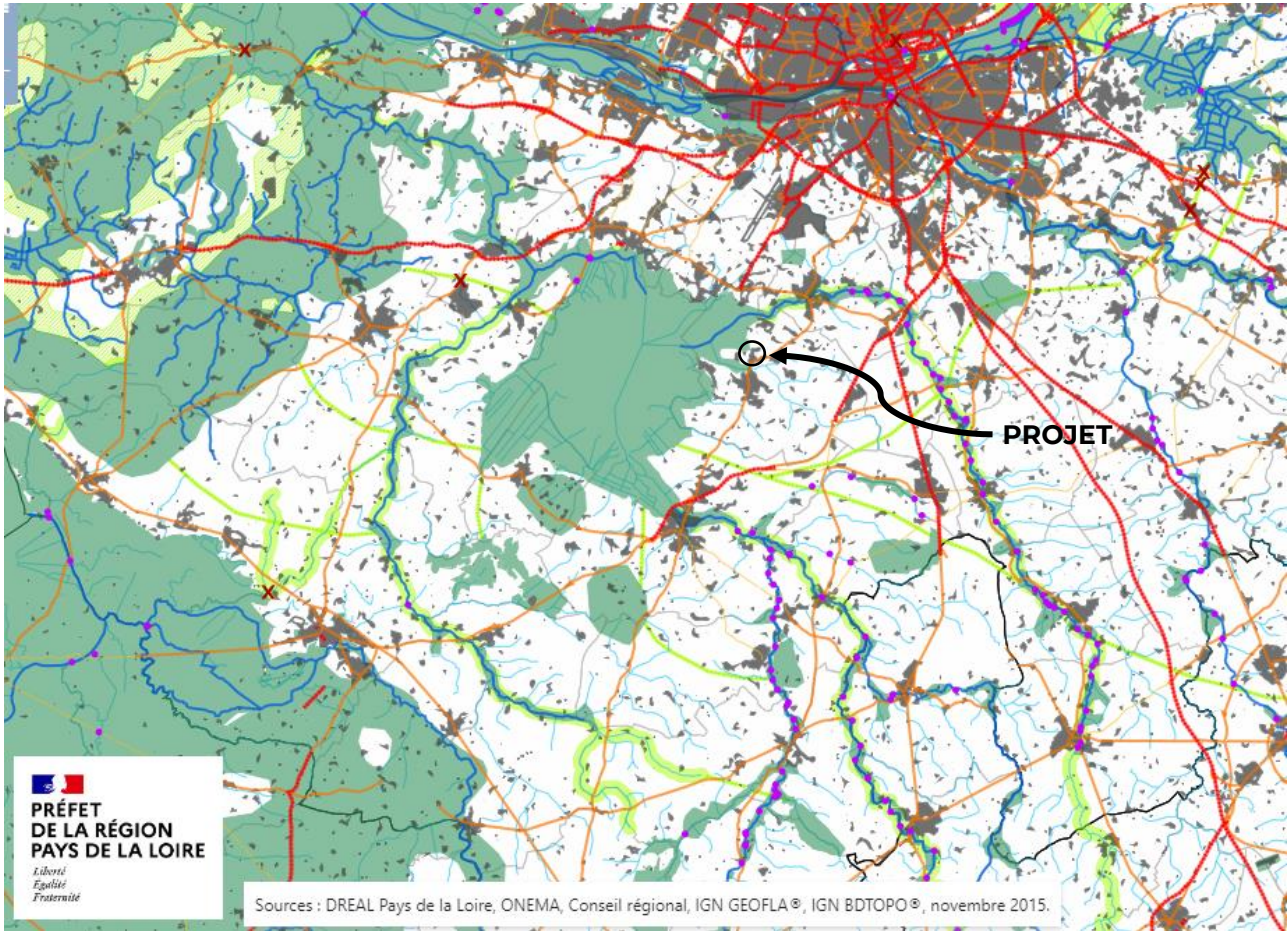 PROJET
PRÉFET
DE LA RÉGION
PAYS DE LA LOIRE
Liberté
Égalité
Fraternité
Sources : DREAL Pays de la Loire, ONEMA, Conseil régional, IGN GEOFLA®, IGN BDTOPO®, novembre 2015.